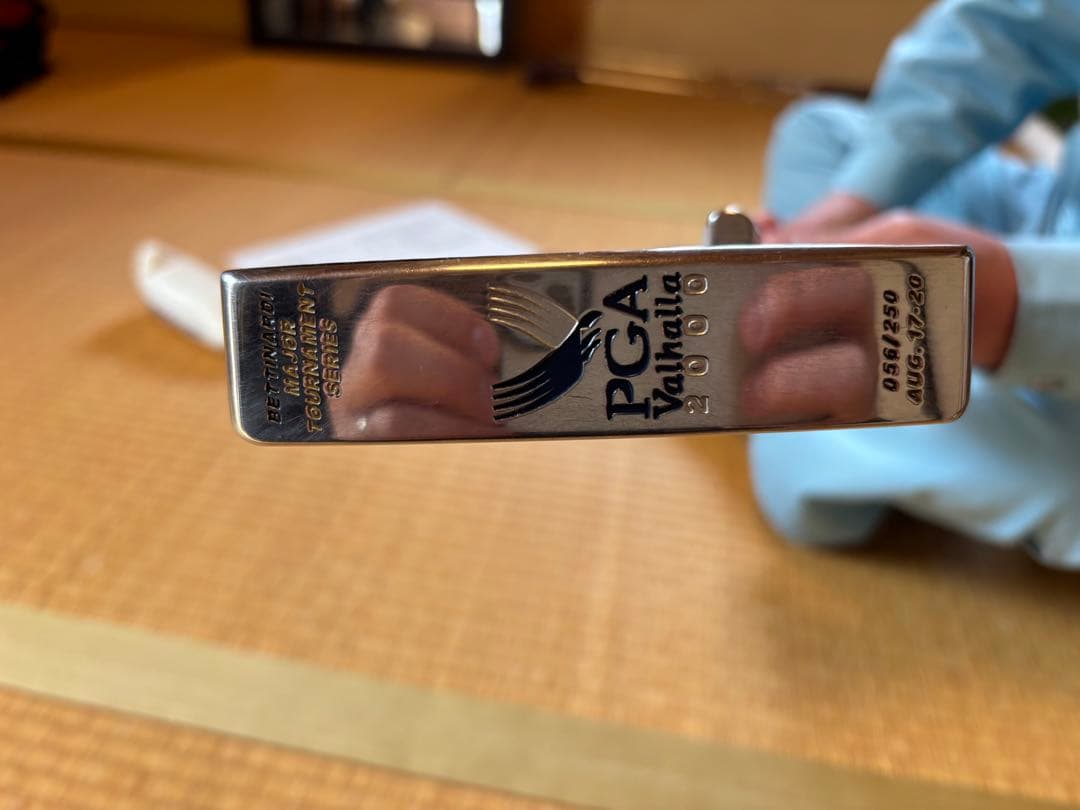 BETTINARDI
MAJOR
TOURNAMENT
SERIES
PGA
Valhalla
2000
056/250
AUG.17-20